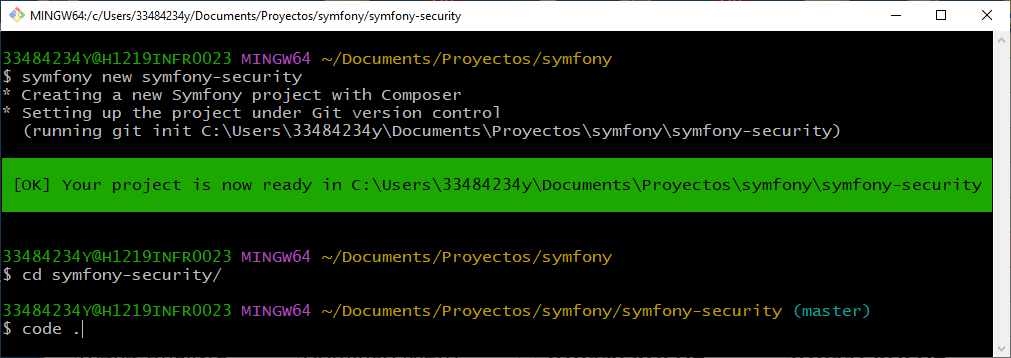 MINGW64:/c/Users/33484234y/Documents/Proyectos/symfony/symfony-security
33484234Y@H1219INFR0023 MINGW64 ~/Documents/Proyectos/symfony
$ symfony new symfony-security
* Creating a new Symfony project with Composer
* Setting up the project under Git version control
  (running git init C:\Users\33484234y\Documents\Proyectos\symfony\symfony-security)
[OK] Your project is now ready in C:\Users\33484234y\Documents\Proyectos\symfony\symfony-security
33484234Y@H1219INFR0023 MINGW64 ~/Documents/Proyectos/symfony
$ cd symfony-security/
33484234Y@H1219INFR0023 MINGW64 ~/Documents/Proyectos/symfony/symfony-security (master)
$ code .